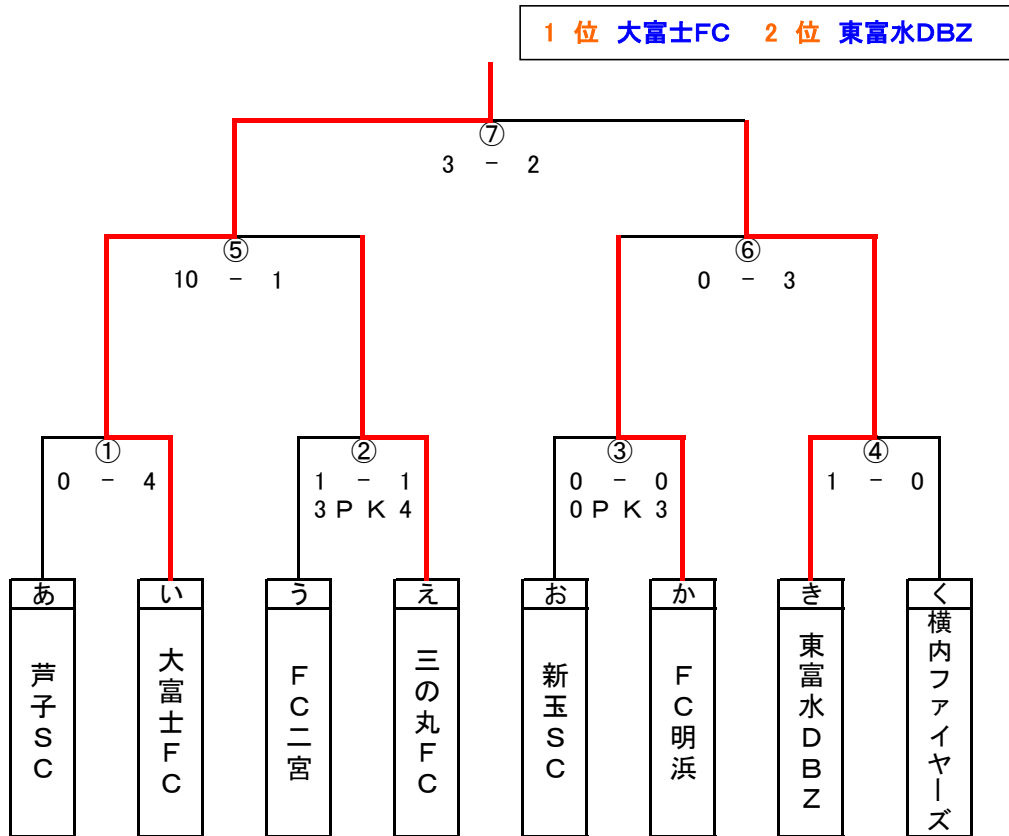 1 位 大富士FC 2 位 東富水DBZ
⑦
3 - 2
⑤ ⑥
10 - 1 0 - 3
① ② ③ ④
0 - 4 1 - 1 0 - 0 1 - 0
3 PK 4 0 PK 3
あ い う え お か き く
芦子SC
大富士FC
FC二宮
三の丸FC
新玉SC
FC明浜
東富水DBZ
横内ファイヤーズ